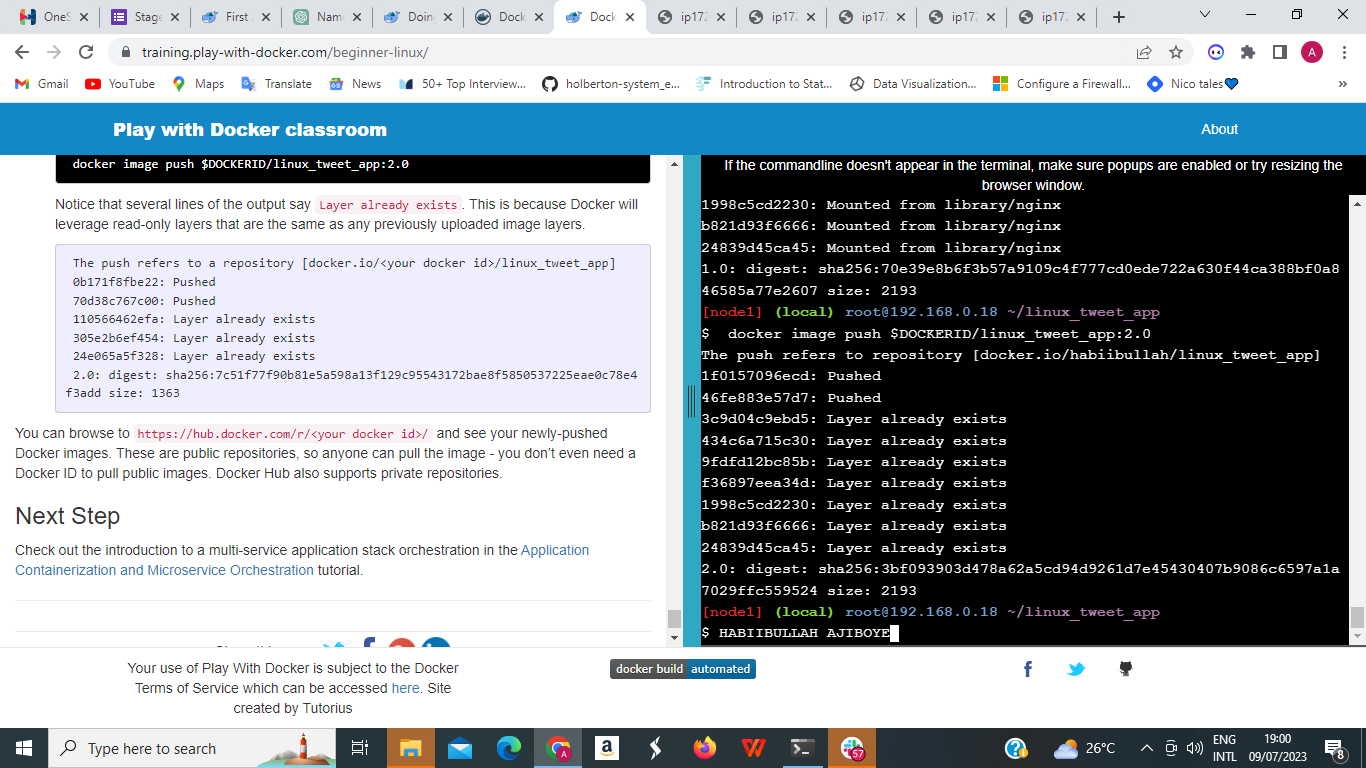 OneS
Stage
First
Nam
Doin
Dock
Dock
ip172
ip172
ip172
ip172
ip172
training.play-with-docker.com/beginner-linux/
A
Gmail
YouTube
Maps
Translate
News
50+ Top Interview...
holberton-system_e...
Introduction to Stat...
Data Visualization...
Configure a Firewall...
Nico tales💙
»
Play with Docker classroom
About
docker image push $DOCKERID/linux_tweet_app:2.0
Notice that several lines of the output say Layer already exists . This is because Docker will
leverage read-only layers that are the same as any previously uploaded image layers.
The push refers to a repository [docker.io/<your docker id>/linux_tweet_app]
0b171f8fbe22: Pushed
70d38c767c00: Pushed
110566462efa: Layer already exists
305e2b6ef454: Layer already exists
24e065a5f328: Layer already exists
2.0: digest: sha256:7c51f77f90b81e5a598a13f129c95543172bae8f5850537225eae0c78e4
f3add size: 1363
You can browse to https://hub.docker.com/r/<your docker id>/ and see your newly-pushed
Docker images. These are public repositories, so anyone can pull the image - you don't even need a
Docker ID to pull public images. Docker Hub also supports private repositories.
Next Step
Check out the introduction to a multi-service application stack orchestration in the Application
Containerization and Microservice Orchestration tutorial.
If the commandline doesn't appear in the terminal, make sure popups are enabled or try resizing the
browser window.
1998c5cd2230: Mounted from library/nginx
b821d93f6666: Mounted from library/nginx
24839d45ca45: Mounted from library/nginx
1.0: digest: sha256:70e39e8b6f3b57a9109c4f777cd0ede722a630f44ca388bf0a8
46585a77e2607 size: 2193
[node1] (local) root@192.168.0.18 ~/linux_tweet_app
$  docker image push $DOCKERID/linux_tweet_app:2.0
The push refers to repository [docker.io/habiibullah/linux_tweet_app]
1f0157096ecd: Pushed
46fe883e57d7: Pushed
3c9d04c9ebd5: Layer already exists
434c6a715c30: Layer already exists
9fdfd12bc85b: Layer already exists
f36897eea34d: Layer already exists
1998c5cd2230: Layer already exists
b821d93f6666: Layer already exists
24839d45ca45: Layer already exists
2.0: digest: sha256:3bf093903d478a62a5cd94d9261d7e45430407b9086c6597a1a
7029ffc559524 size: 2193
[node1] (local) root@192.168.0.18 ~/linux_tweet_app
$ HABIIBULLAH AJIBOYE
Your use of Play With Docker is subject to the Docker
Terms of Service which can be accessed here. Site
created by Tutorius
docker build automated
Type here to search
A
a
57
26°C
ENG
INTL
19:00
09/07/2023
8